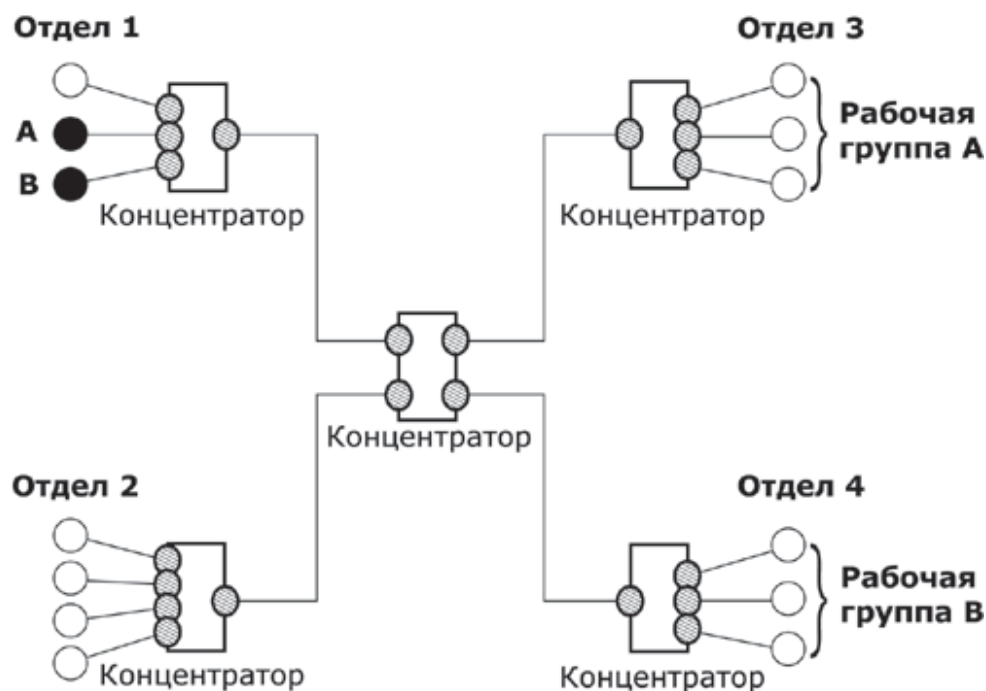 Отдел 1
Отдел 3
A
B
Рабочая
группа A
Концентратор
Концентратор
Концентратор
Отдел 2
Отдел 4
Рабочая
группа B
Концентратор
Концентратор